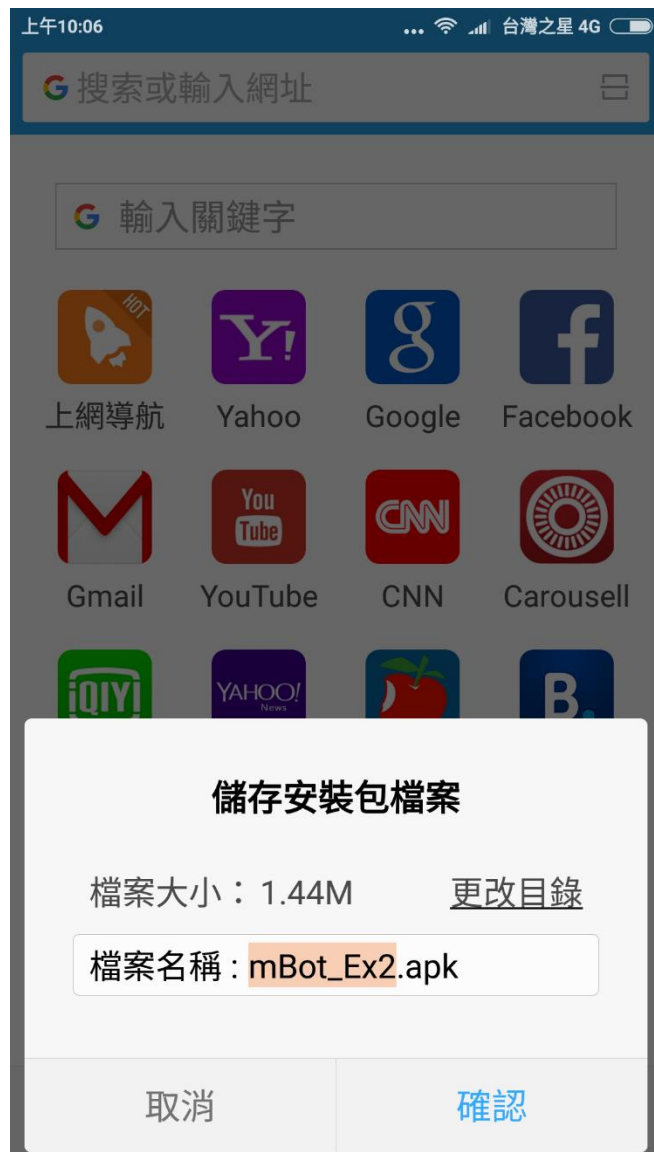 上午10:06 ... 台灣之星 4G
G 搜索或輸入網址
G 輸入關鍵字
HOT
Y!
g
f
上網導航 Yahoo Google Facebook
You
Tube
CNN
Gmail YouTube CNN Carousell
iQIYI
YAHOO!
News
B.
儲存安裝包檔案
檔案大小：1.44M 更改目錄
檔案名稱 : mBot_Ex2.apk
取消 確認